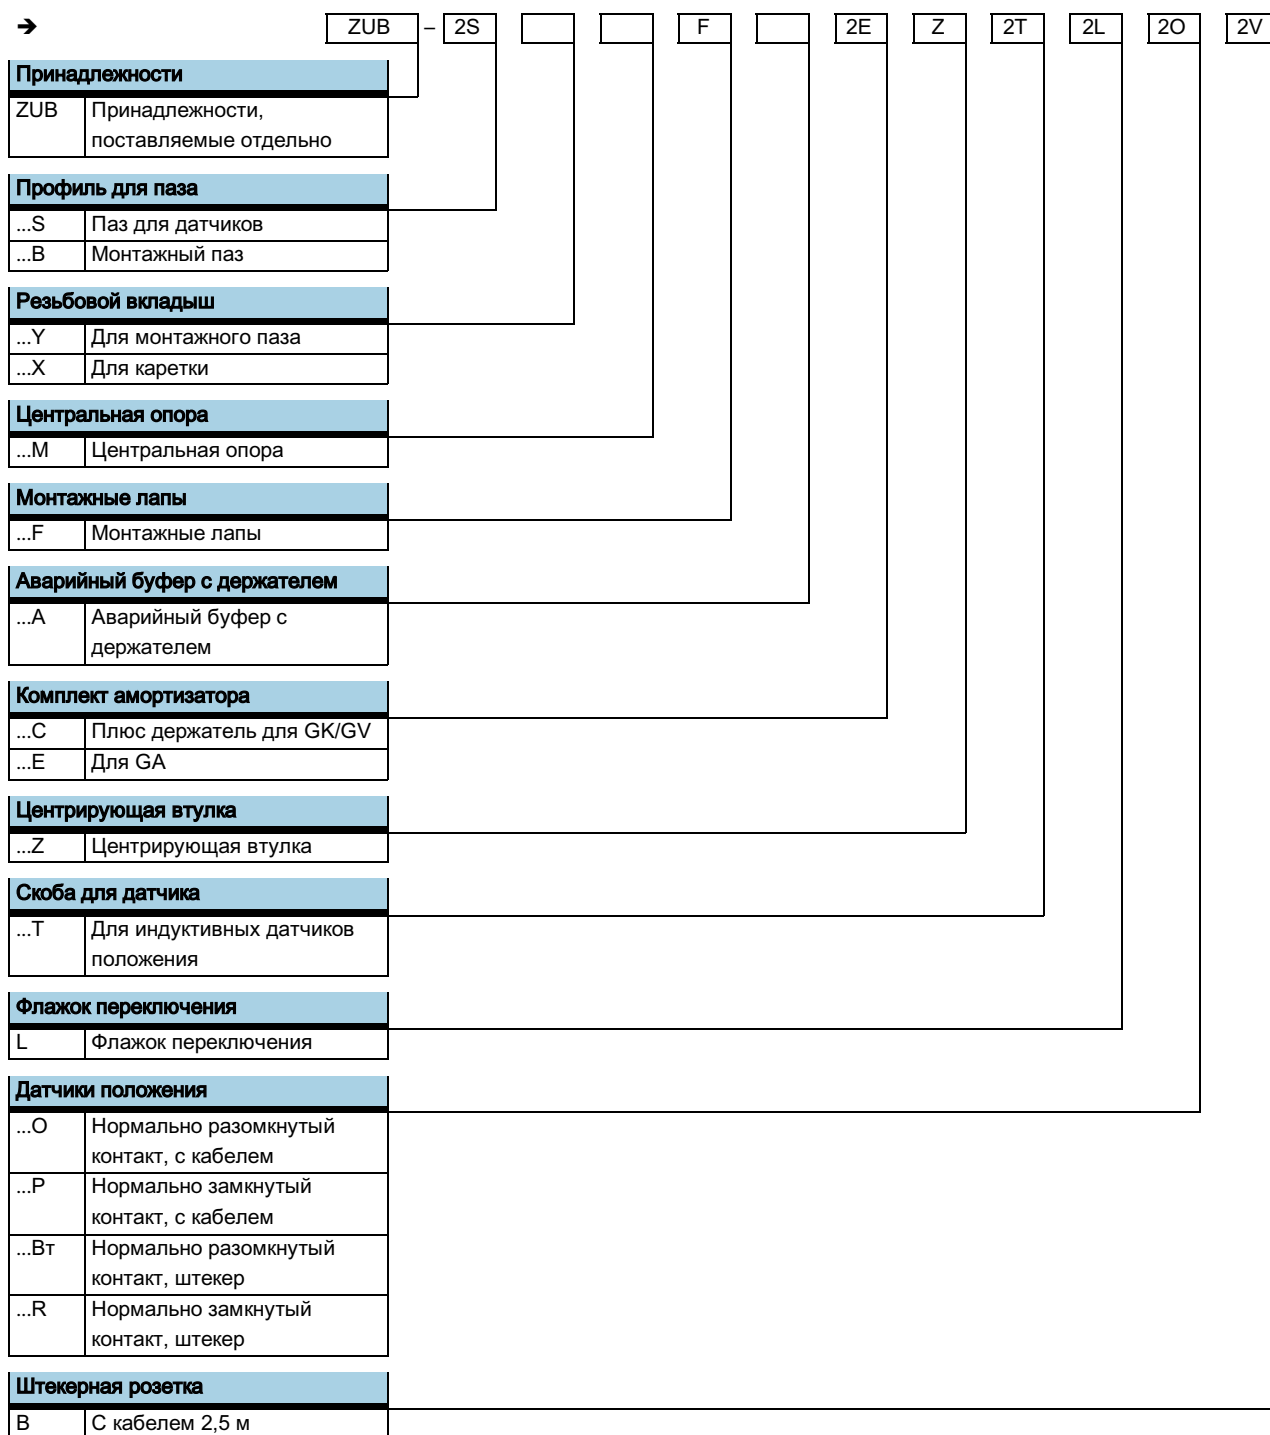 ➔ ZUB – 2S F 2E Z 2T 2L 2O 2V
Принадлежности
ZUB Принадлежности,
поставляемые отдельно
Профиль для паза
...S Паз для датчиков
...B Монтажный паз
Резьбовой вкладыш
...Y Для монтажного паза
...X Для каретки
Центральная опора
...M Центральная опора
Монтажные лапы
...F Монтажные лапы
Аварийный буфер с держателем
...A Аварийный буфер с
держателем
Комплект амортизатора
...C Плюс держатель для GK/GV
...E Для GA
Центрирующая втулка
...Z Центрирующая втулка
Скоба для датчика
...T Для индуктивных датчиков
положения
Флажок переключения
L Флажок переключения
Датчики положения
...O Нормально разомкнутый
контакт, с кабелем
...P Нормально замкнутый
контакт, с кабелем
...Вт Нормально разомкнутый
контакт, штекер
...R Нормально замкнутый
контакт, штекер
Штекерная розетка
В С кабелем 2,5 м